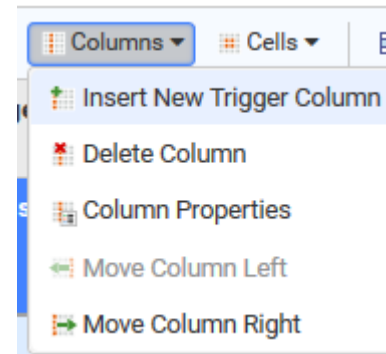 Columns Cells
Insert New Trigger Column
Delete Column
Column Properties
Move Column Left
Move Column Right